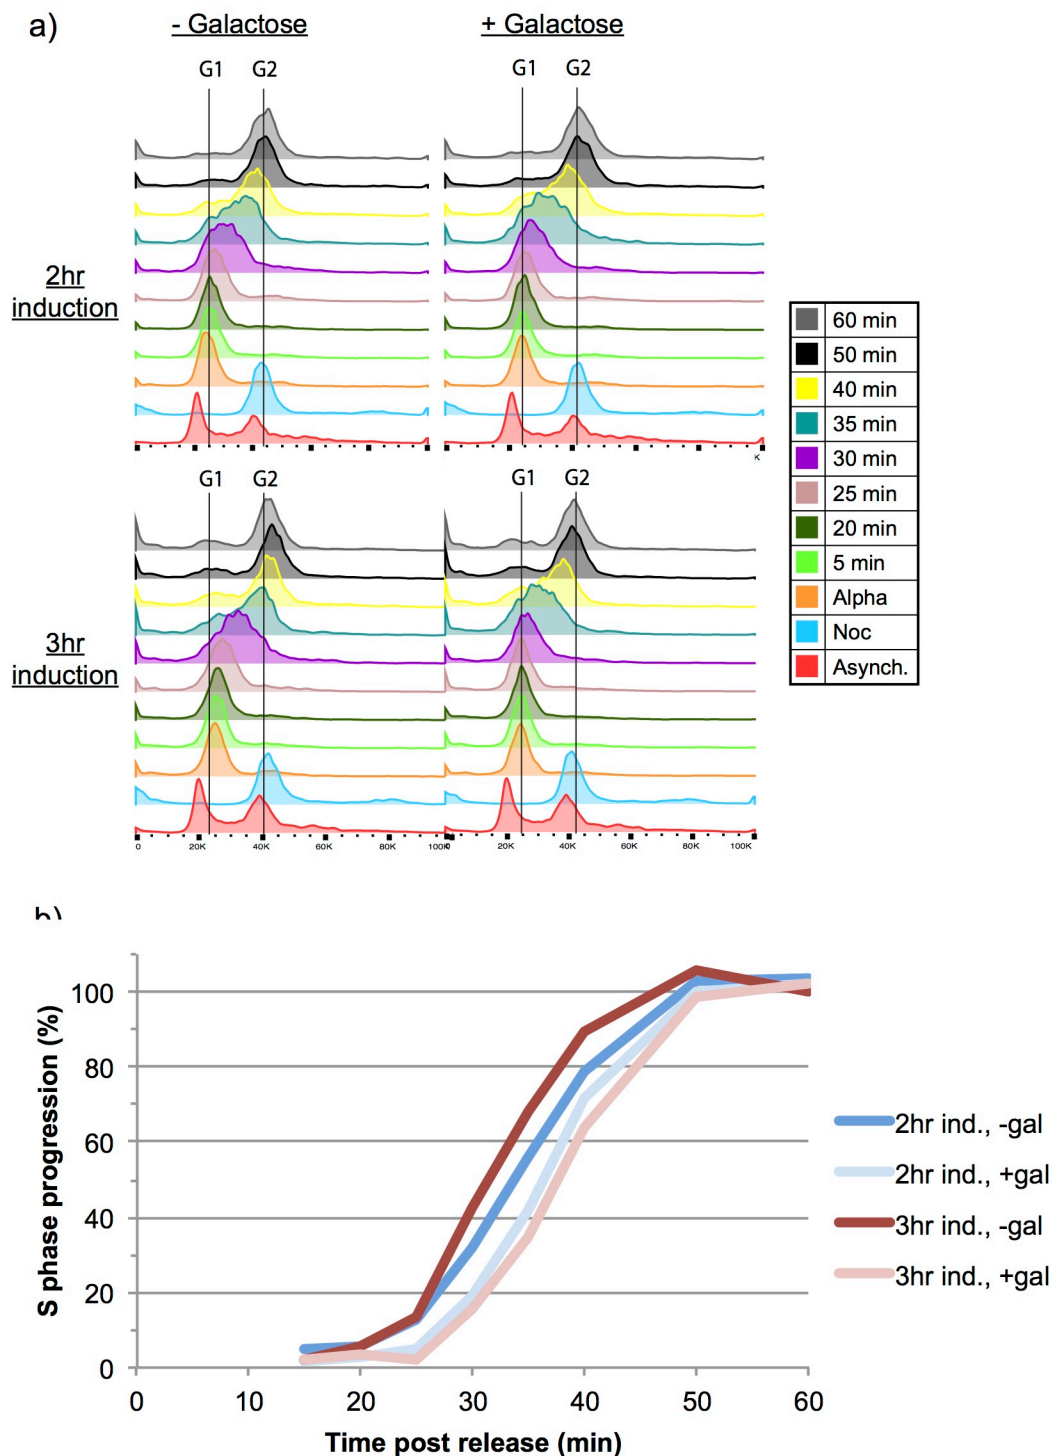 a)
- Galactose
+ Galactose
G1 G2
G1 G2
2hr
induction
K
G1 G2
G1 G2
3hr
induction
0 20K 40K 60K 80K
20K 40K 60K 80K 100K
60 min
50 min
40 min
35 min
30 min
25 min
20 min
5 min
Alpha
Noc
Asynch.
b)
S phase progression (%)
100
80
60
40
20
0
0 20 30 40 50 60
Time post release (min)
2hr ind., -gal
2hr ind., +gal
3hr ind., -gal
3hr ind., +gal